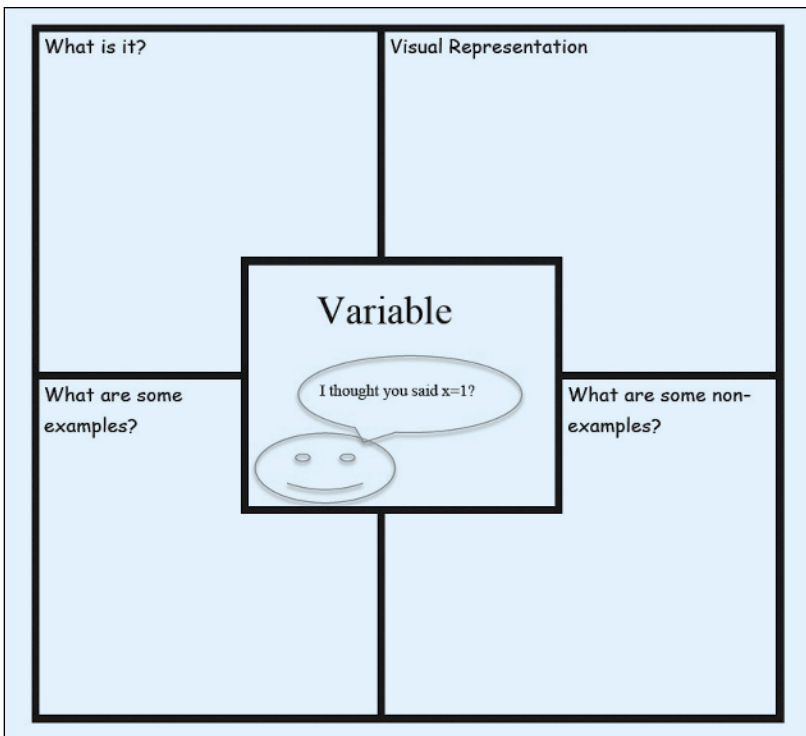 What is it?
Visual Representation
Variable
I thought you said x=1?
What are some
examples?
What are some non-
examples?